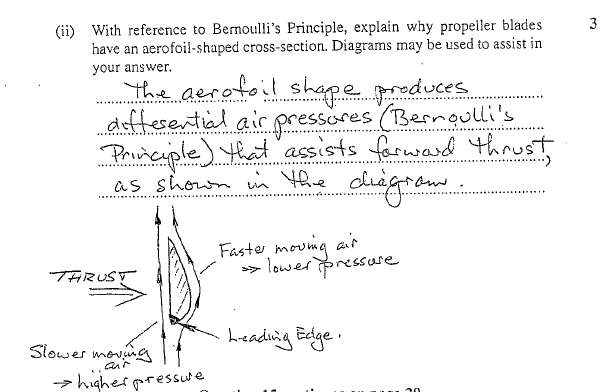 (ii) With reference to Bernoulli's Principle, explain why propeller blades 3
have an aerofoil-shaped cross-section. Diagrams may be used to assist in
your answer.
The aerofoil shape produces
differential air pressures (Bernoulli's
Principle) that assists forward thrust,
as shown in the diagram.
Faster moving air
⇒ lower pressure
THRUST
Leading Edge.
Slower moving
air
→ higher pressure